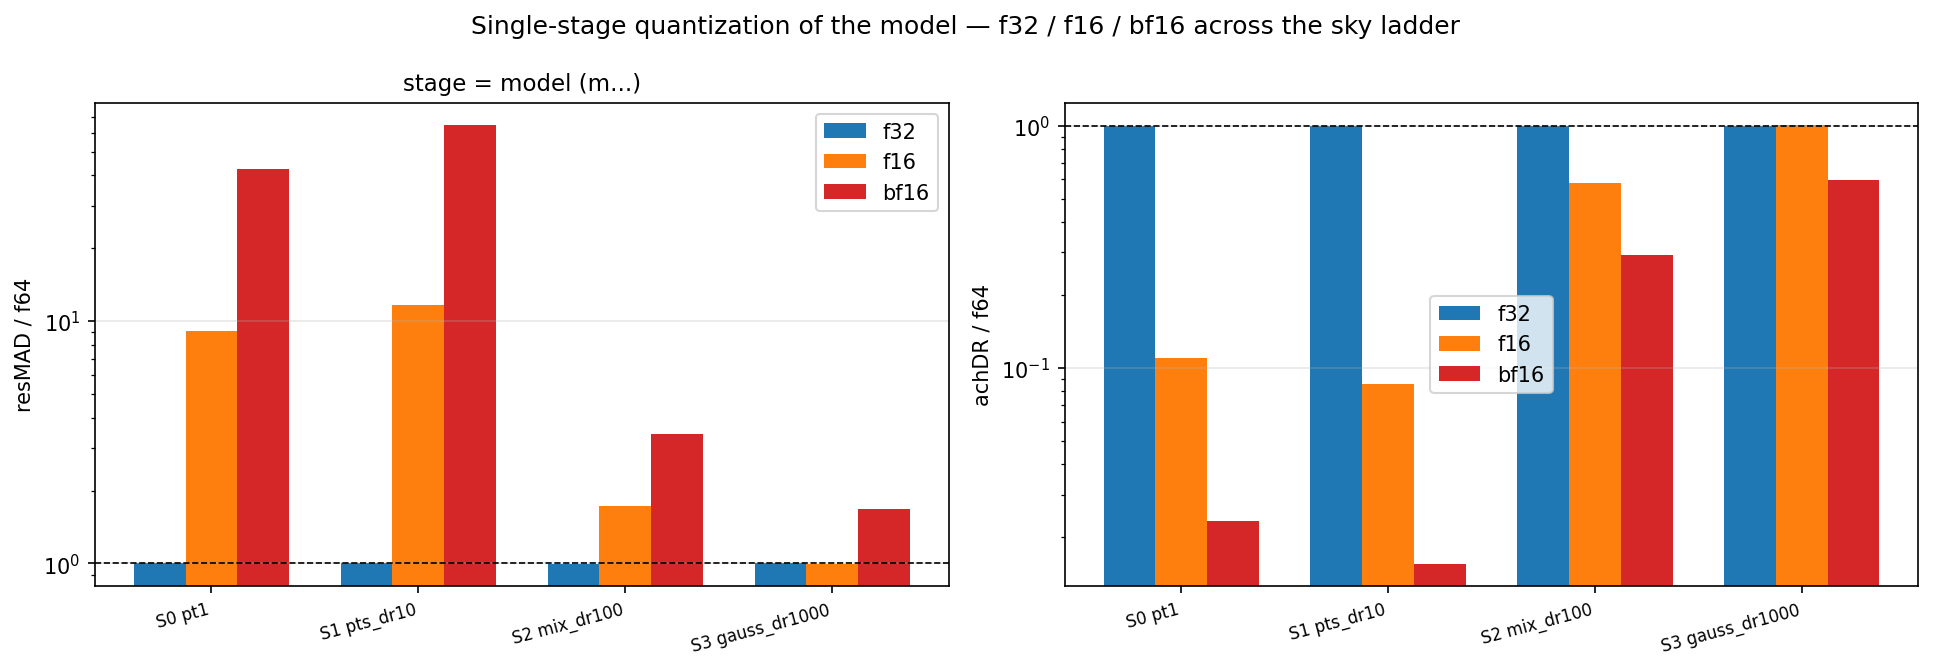 Single-stage quantization of the model — f32 / f16 / bf16 across the sky ladder
stage = model (m...)
resMAD / f64
10¹
10⁰
f32
f16
bf16
S0 pt1
S1 pts_dr10
S2 mix_dr100
S3 gauss_dr1000
achDR / f64
10⁰
10⁻¹
f32
f16
bf16
S0 pt1
S1 pts_dr10
S2 mix_dr100
S3 gauss_dr1000